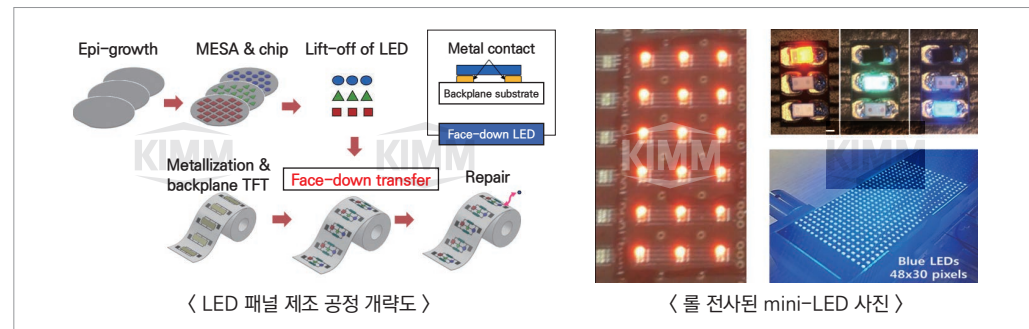 Epi-growth
MESA & chip
Lift-off of LED
Metal contact
Backplane substrate
Face-down LED
Metallization &
backplane TFT
Face-down transfer
Repair
KIMM
KIMM
KIMM
Blue LEDs
48x30 pixels
〈 LED 패널 제조 공정 개략도 〉
〈 롤 전사된 mini-LED 사진 〉